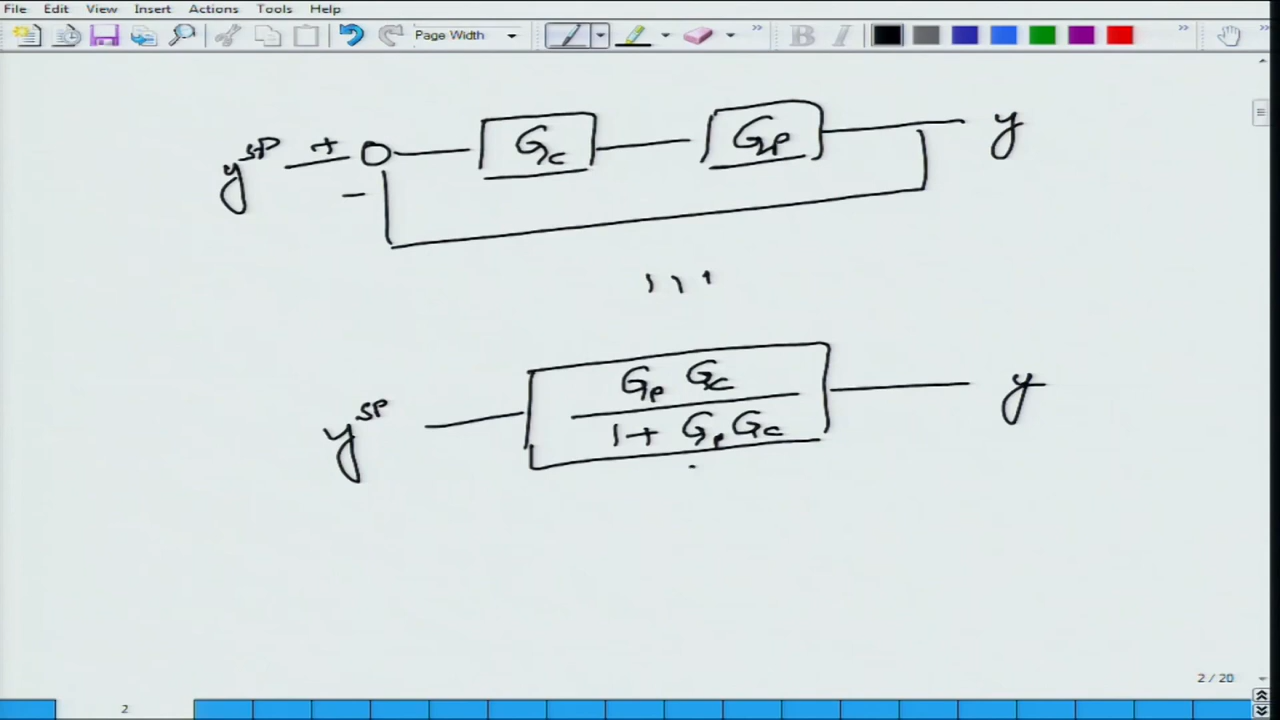 File Edit View Insert Actions Tools Help
Page Width B I
y^SP + G_c G_p y
-
G_p G_c
y^SP y
1 + G_p G_c
2 / 20
2